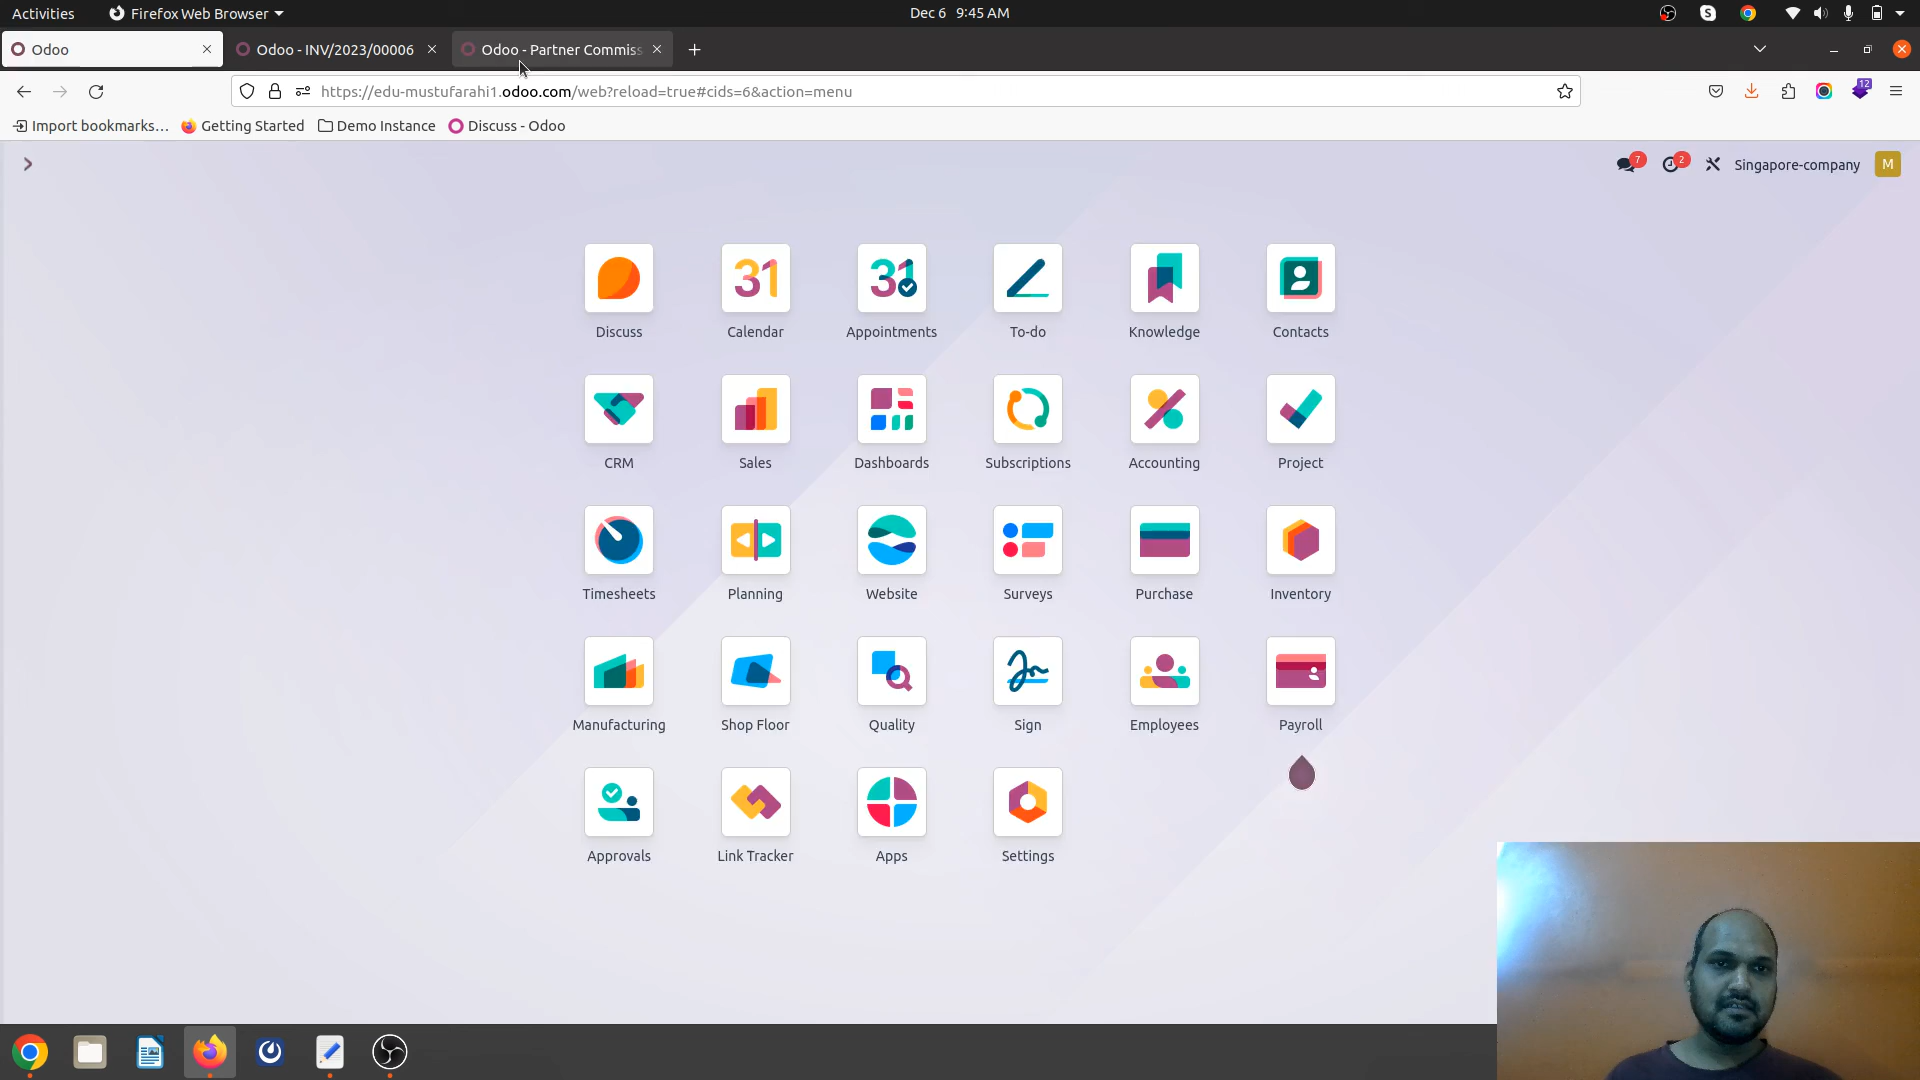 Activities
Firefox Web Browser
Dec 6 9:45 AM
Odoo
Odoo - INV/2023/00006
Odoo - Partner Commiss
https://edu-mustufarahi1.odoo.com/web?reload=true#cids=6&action=menu
12
Import bookmarks...
Getting Started
Demo Instance
Discuss - Odoo
7
2
Singapore-company
M
31
31
Discuss
Calendar
Appointments
To-do
Knowledge
Contacts
CRM
Sales
Dashboards
Subscriptions
Accounting
Project
Timesheets
Planning
Website
Surveys
Purchase
Inventory
Manufacturing
Shop Floor
Quality
Sign
Employees
Payroll
Approvals
Link Tracker
Apps
Settings